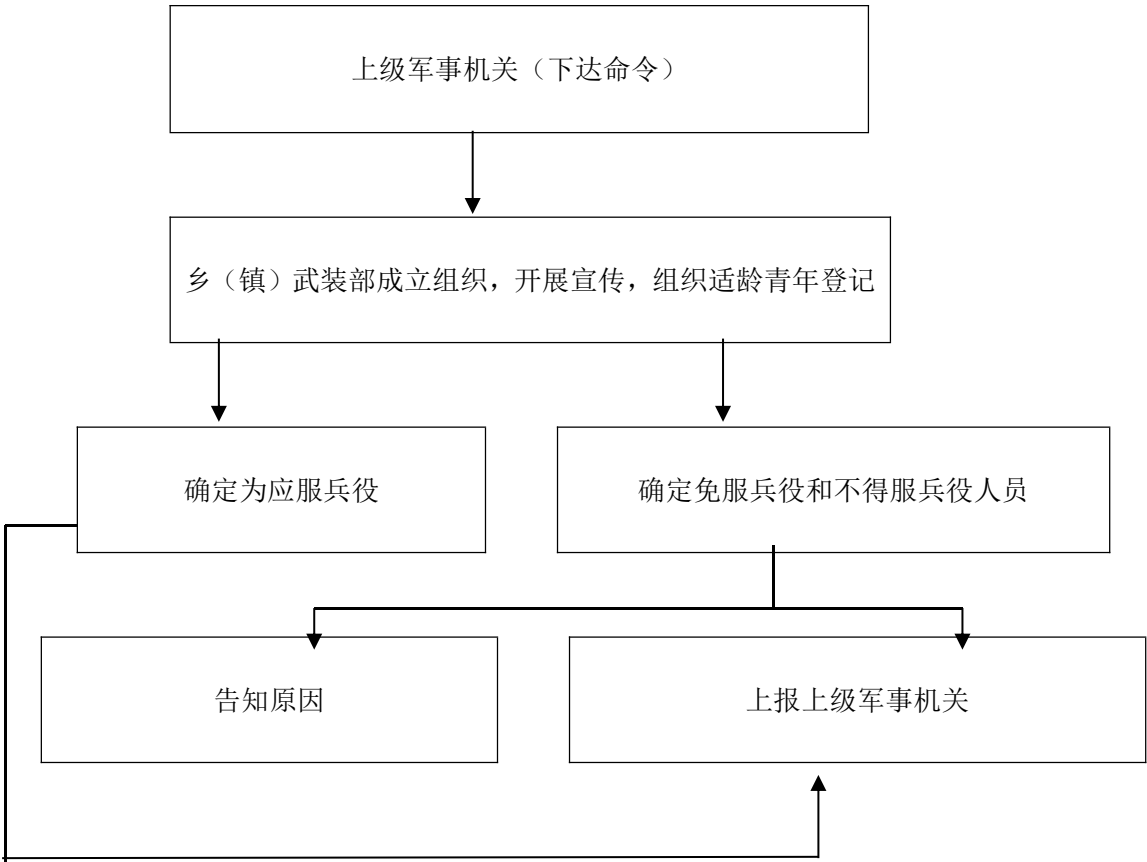 上级军事机关（下达命令）
乡（镇）武装部成立组织，开展宣传，组织适龄青年登记
确定为应服兵役
确定免服兵役和不得服兵役人员
告知原因
上报上级军事机关